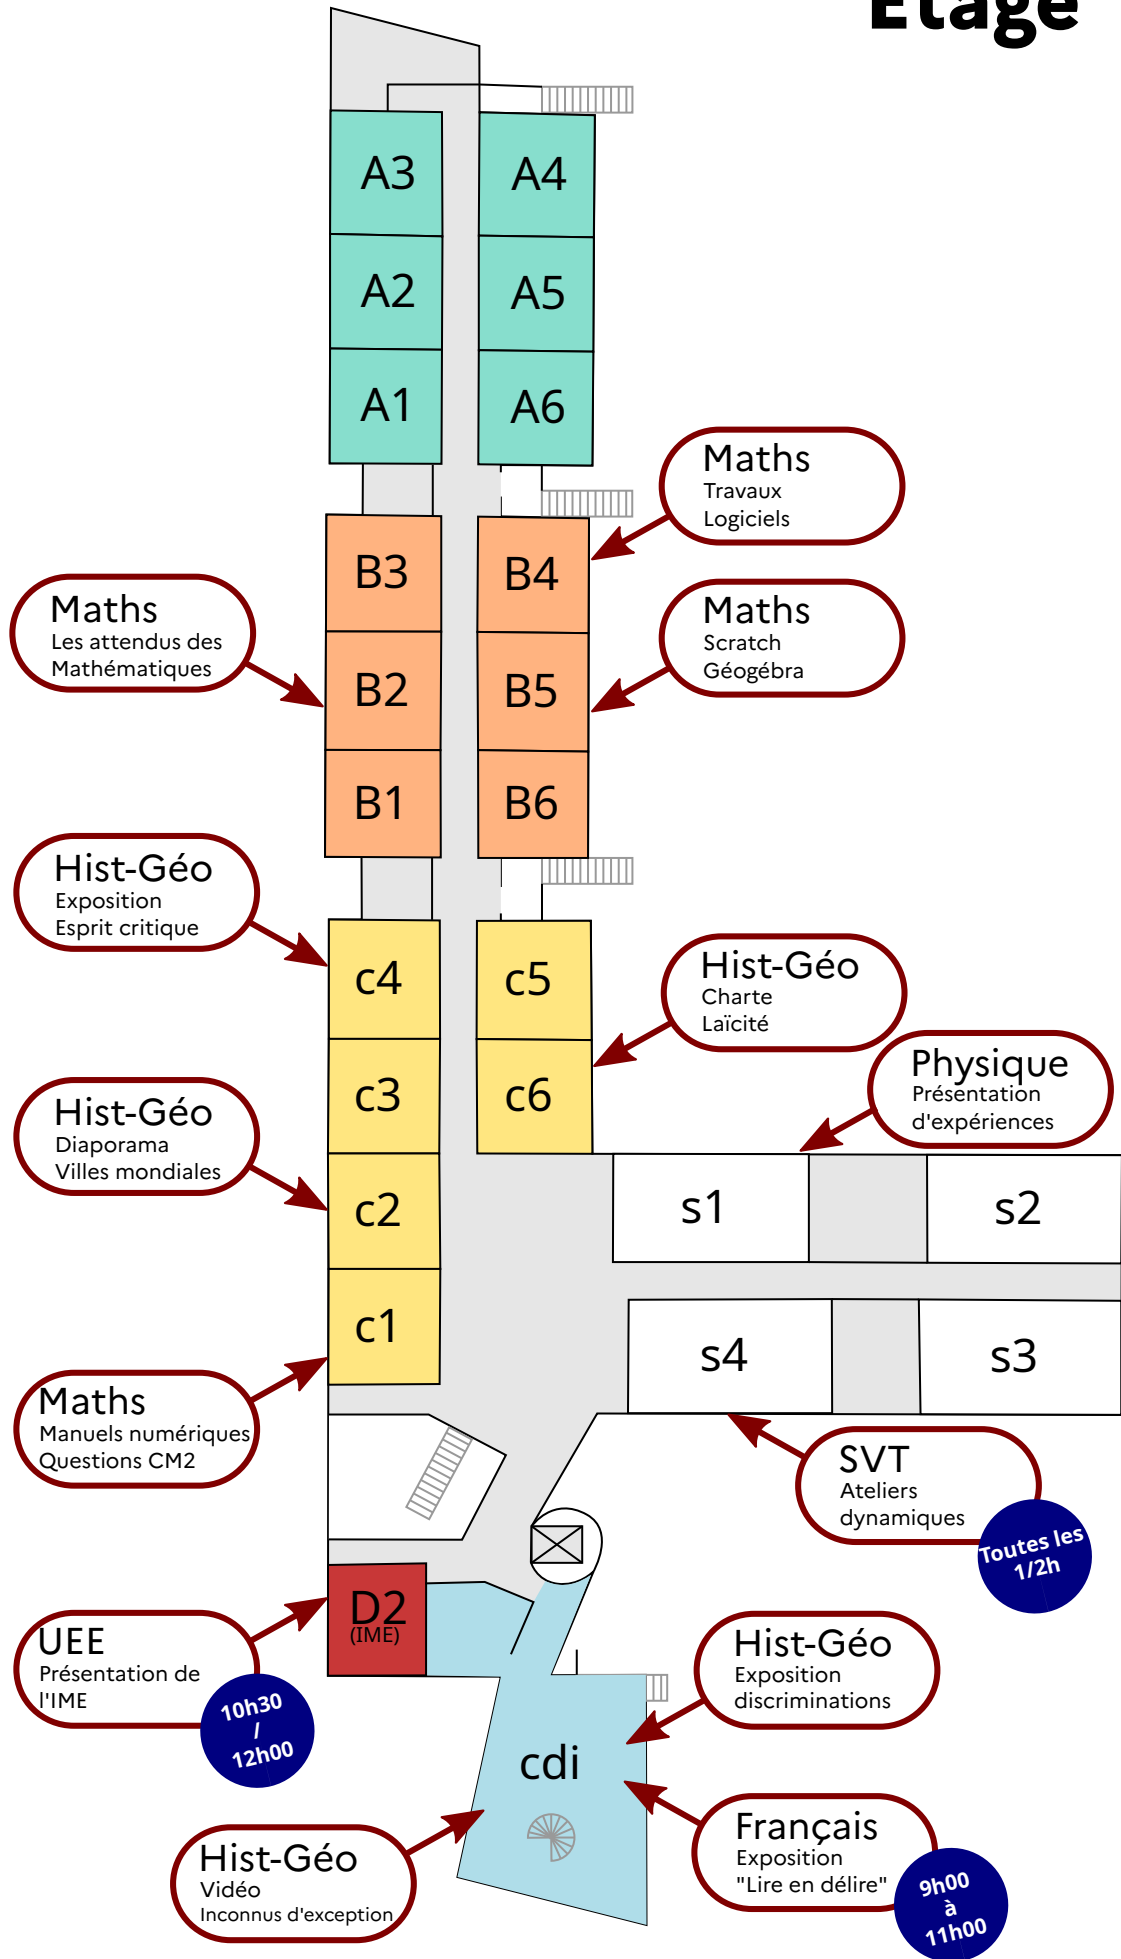 Etage
A3
A4
A2
A5
A1
A6
Maths
Travaux
Logiciels
B3
B4
Maths
Les attendus des
Mathématiques
Maths
Scratch
Géogébra
B2
B5
B1
B6
Hist-Géo
Exposition
Esprit critique
c4
c5
Hist-Géo
Charte
Laïcité
Physique
Présentation
d'expériences
c3
c6
Hist-Géo
Diaporama
Villes mondiales
c2
s1
s2
c1
s4
s3
Maths
Manuels numériques
Questions CM2
SVT
Ateliers
dynamiques
Toutes les
1/2h
D2
(IME)
UEE
Présentation de
l'IME
10h30
/
12h00
Hist-Géo
Exposition
discriminations
cdi
Français
Exposition
"Lire en délire"
9h00
à
11h00
Hist-Géo
Vidéo
Inconnus d'exception